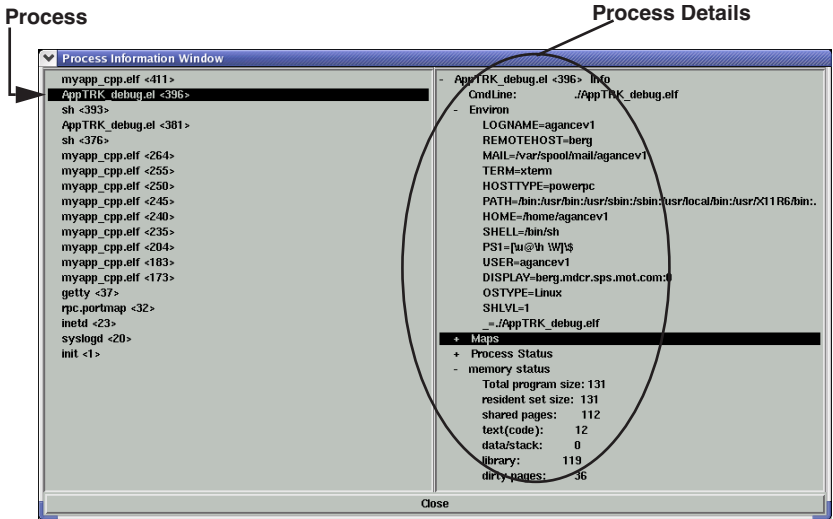 Process
Process Details
Process Information Window
myapp_cpp.elf <411>
AppTRK_debug.el <396>
sh <393>
AppTRK_debug.el <381>
sh <376>
myapp_cpp.elf <264>
myapp_cpp.elf <255>
myapp_cpp.elf <250>
myapp_cpp.elf <245>
myapp_cpp.elf <240>
myapp_cpp.elf <235>
myapp_cpp.elf <204>
myapp_cpp.elf <183>
myapp_cpp.elf <173>
getty <37>
rpc.portmap <32>
inetd <23>
syslogd <20>
init <1>
- AppTRK_debug.el <396> Info
CmdLine: ./AppTRK_debug.elf
- Environ
LOGNAME=agancev1
REMOTEHOST=berg
MAIL=/var/spool/mail/agancev1
TERM=xterm
HOSTTYPE=powerpc
PATH=/bin:/usr/bin:/usr/sbin:/sbin:/usr/local/bin:/usr/X11R6/bin:.
HOME=/home/agancev1
SHELL=/bin/sh
PS1=[\u@\h \W]\$
USER=agancev1
DISPLAY=berg.mdcr.sps.mot.com:0
OSTYPE=Linux
SHLVL=1
_=./AppTRK_debug.elf
+ Maps
+ Process Status
- memory status
Total program size: 131
resident set size: 131
shared pages: 112
text(code): 12
data/stack: 0
library: 119
dirty pages: 36
Close